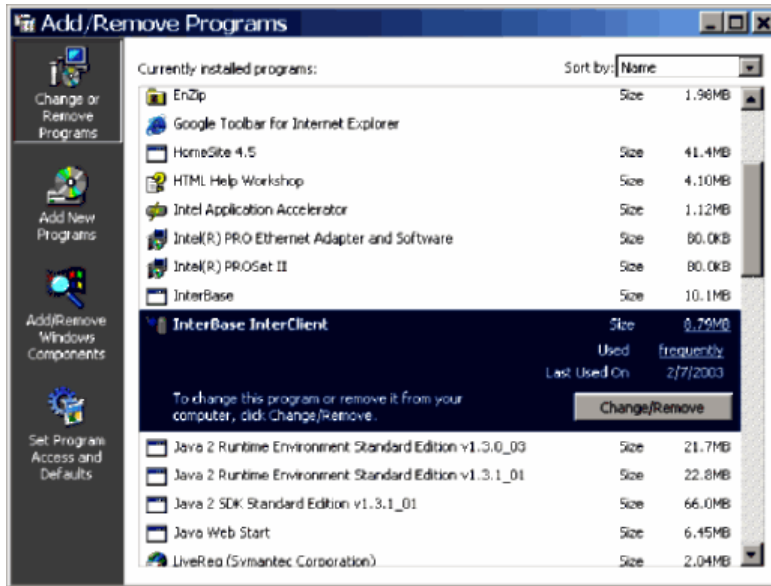 Add/Remove Programs
Change or
Remove
Programs
Add New
Programs
Add/Remove
Windows
Components
Set Program
Access and
Defaults
Currently installed programs:
Sort by: Name
EnZip Size 1.98MB
Google Toolbar for Internet Explorer
HomeSite 4.5 Size 41.4MB
HTML Help Workshop Size 4.10MB
Intel Application Accelerator Size 1.12MB
Intel(R) PRO Ethernet Adapter and Software Size 80.0KB
Intel(R) PROSet II Size 80.0KB
InterBase Size 10.1MB
InterBase InterClient Size 8.79MB
Used frequently
Last Used On 2/7/2003
To change this program or remove it from your
computer, click Change/Remove.
Change/Remove
Java 2 Runtime Environment Standard Edition v1.3.0_03 Size 21.7MB
Java 2 Runtime Environment Standard Edition v1.3.1_01 Size 22.8MB
Java 2 SDK Standard Edition v1.3.1_01 Size 66.0MB
Java Web Start Size 6.45MB
LiveReg (Symantec Corporation) Size 2.04MB